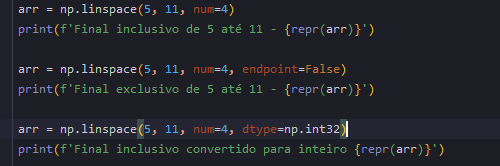 arr = np.linspace(5, 11, num=4)
print(f'Final inclusivo de 5 até 11 - {repr(arr)}')
arr = np.linspace(5, 11, num=4, endpoint=False)
print(f'Final exclusivo de 5 até 11 - {repr(arr)}')
arr = np.linspace(5, 11, num=4, dtype=np.int32)
print(f'Final inclusivo convertido para inteiro {repr(arr)}')